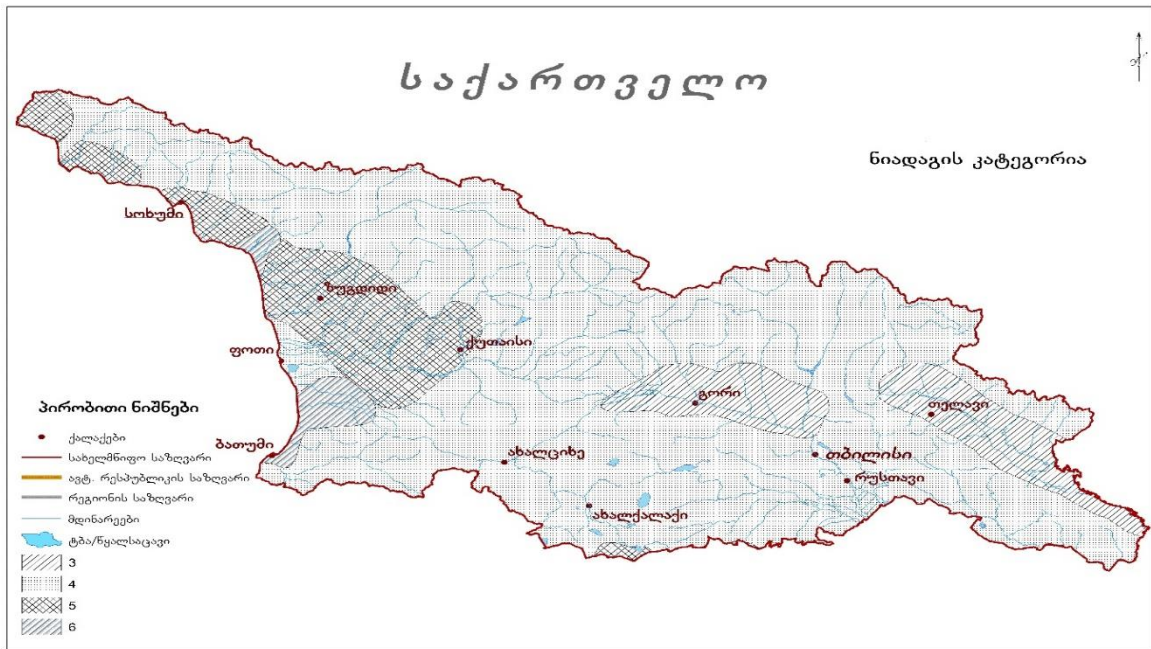 საქართველო
ნიადაგის კატეგორია
სოხუმი
ზუგდიდი
ფოთი
ქუთაისი
გორი
თელავი
ბათუმი
ახალციხე
თბილისი
რუსთავი
ახალქალაქი
პირობითი ნიშნები
ქალაქები
სახელმწიფო საზღვარი
ავტ. რესპუბლიკის საზღვარი
რეგიონის საზღვარი
მდინარეები
ტბა/წყალსაცავი
3
4
5
6